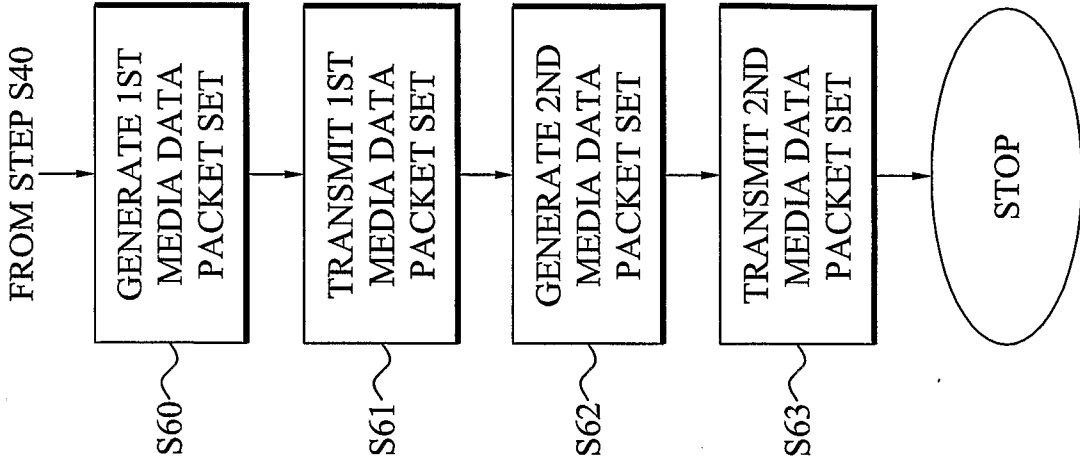 FROM STEP S40
GENERATE 1ST
MEDIA DATA
PACKET SET
S60
TRANSMIT 1ST
MEDIA DATA
PACKET SET
S61
GENERATE 2ND
MEDIA DATA
PACKET SET
S62
TRANSMIT 2ND
MEDIA DATA
PACKET SET
S63
STOP